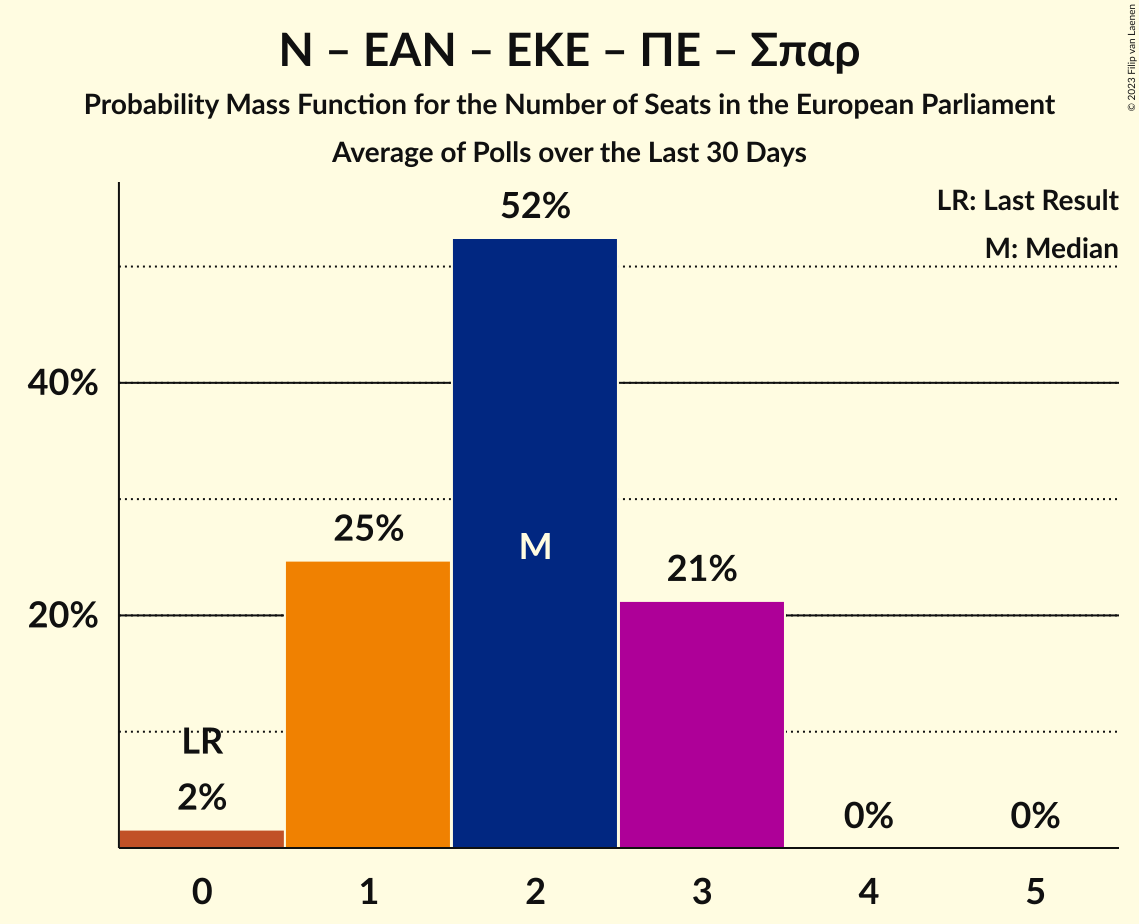 Ν – ΕΑΝ – ΕΚΕ – ΠΕ – Σπαρ
Probability Mass Function for the Number of Seats in the European Parliament
Average of Polls over the Last 30 Days
© 2023 Filip van Laenen
LR: Last Result
M: Median
52%
40%
25%
M
21%
20%
LR
2%
0%
0%
0
1
2
3
4
5